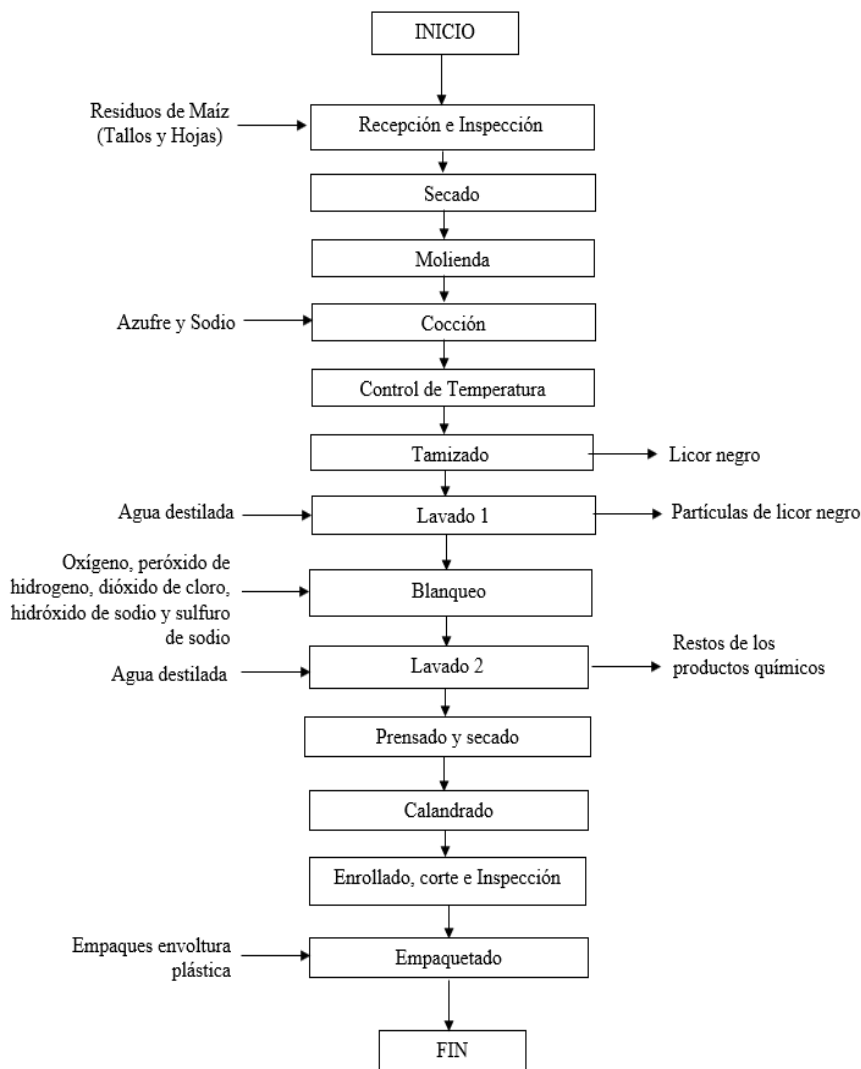 INICIO
Residuos de Maíz
(Tallos y Hojas)
Recepción e Inspección
Secado
Molienda
Azufre y Sodio
Cocción
Control de Temperatura
Tamizado
Licor negro
Agua destilada
Lavado 1
Partículas de licor negro
Oxígeno, peróxido de
hidrogeno, dióxido de cloro,
hidróxido de sodio y sulfuro
de sodio
Blanqueo
Agua destilada
Lavado 2
Restos de los
productos químicos
Prensado y secado
Calandrado
Enrollado, corte e Inspección
Empaques envoltura
plástica
Empaquetado
FIN